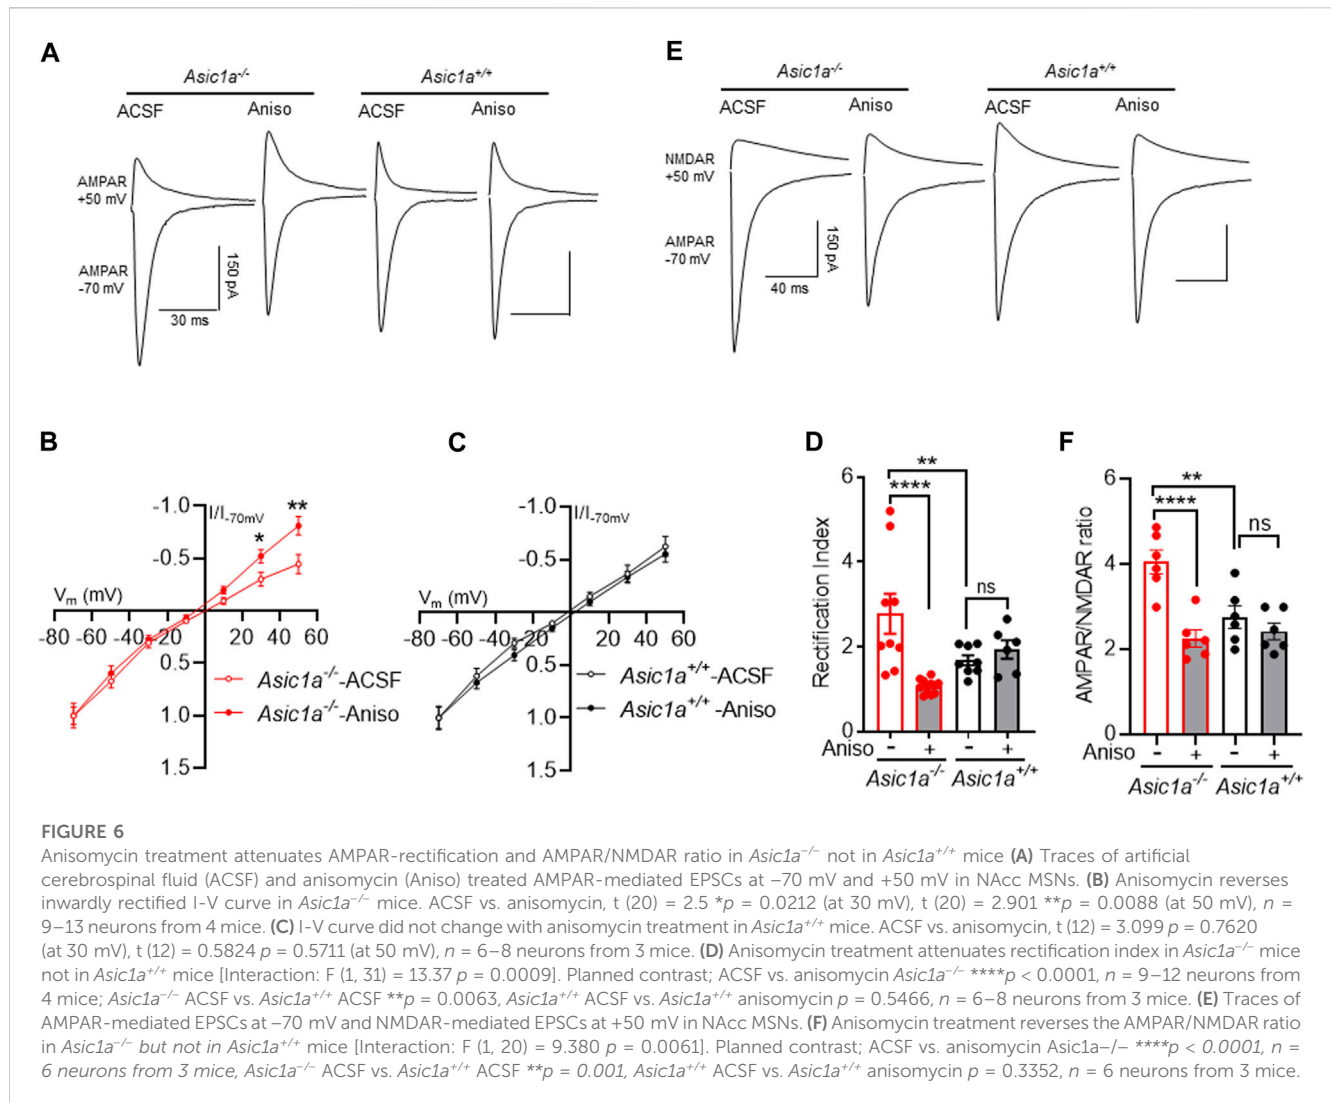 A
Asic1a-/-
Asic1a+/+
ACSF
Aniso
ACSF
Aniso
AMPAR
+50 mV
AMPAR
-70 mV
150 pA
30 ms
E
Asic1a-/-
Asic1a+/+
ACSF
Aniso
ACSF
Aniso
NMDAR
+50 mV
AMPAR
-70 mV
150 pA
40 ms
B
-1.0
I/I-70mV
**
*
-0.5
Vm (mV)
-80 -60 -40 -20 20 40 60
0.5
1.0
1.5
Asic1a-/--ACSF
Asic1a-/--Aniso
C
-1.0
I/I-70mV
-0.5
Vm (mV)
-80 -60 -40 -20 20 40 60
0.5
1.0
1.5
Asic1a+/+-ACSF
Asic1a+/+-Aniso
D
Rectification Index
6
4
2
0
**
****
ns
Aniso - + - +
Asic1a-/- Asic1a+/+
F
AMPAR/NMDAR ratio
6
4
2
0
**
****
ns
- + - +
Asic1a-/- Asic1a+/+
FIGURE 6
Anisomycin treatment attenuates AMPAR-rectification and AMPAR/NMDAR ratio in Asic1a−/− not in Asic1a+/+ mice (A) Traces of artificial
cerebrospinal fluid (ACSF) and anisomycin (Aniso) treated AMPAR-mediated EPSCs at −70 mV and +50 mV in NAcc MSNs. (B) Anisomycin reverses
inwardly rectified I-V curve in Asic1a−/− mice. ACSF vs. anisomycin, t (20) = 2.5 *p = 0.0212 (at 30 mV), t (20) = 2.901 **p = 0.0088 (at 50 mV), n =
9–13 neurons from 4 mice. (C) I-V curve did not change with anisomycin treatment in Asic1a+/+ mice. ACSF vs. anisomycin, t (12) = 3.099 p = 0.7620
(at 30 mV), t (12) = 0.5824 p = 0.5711 (at 50 mV), n = 6–8 neurons from 3 mice. (D) Anisomycin treatment attenuates rectification index in Asic1a−/− mice
not in Asic1a+/+ mice [Interaction: F (1, 31) = 13.37 p = 0.0009]. Planned contrast; ACSF vs. anisomycin Asic1a−/− ****p < 0.0001, n = 9–12 neurons from
4 mice; Asic1a−/− ACSF vs. Asic1a+/+ ACSF **p = 0.0063, Asic1a+/+ ACSF vs. Asic1a+/+ anisomycin p = 0.5466, n = 6–8 neurons from 3 mice. (E) Traces of
AMPAR-mediated EPSCs at −70 mV and NMDAR-mediated EPSCs at +50 mV in NAcc MSNs. (F) Anisomycin treatment reverses the AMPAR/NMDAR ratio
in Asic1a−/− but not in Asic1a+/+ mice [Interaction: F (1, 20) = 9.380 p = 0.0061]. Planned contrast; ACSF vs. anisomycin Asic1a−/− ****p < 0.0001, n =
6 neurons from 3 mice, Asic1a−/− ACSF vs. Asic1a+/+ ACSF **p = 0.001, Asic1a+/+ ACSF vs. Asic1a+/+ anisomycin p = 0.3352, n = 6 neurons from 3 mice.